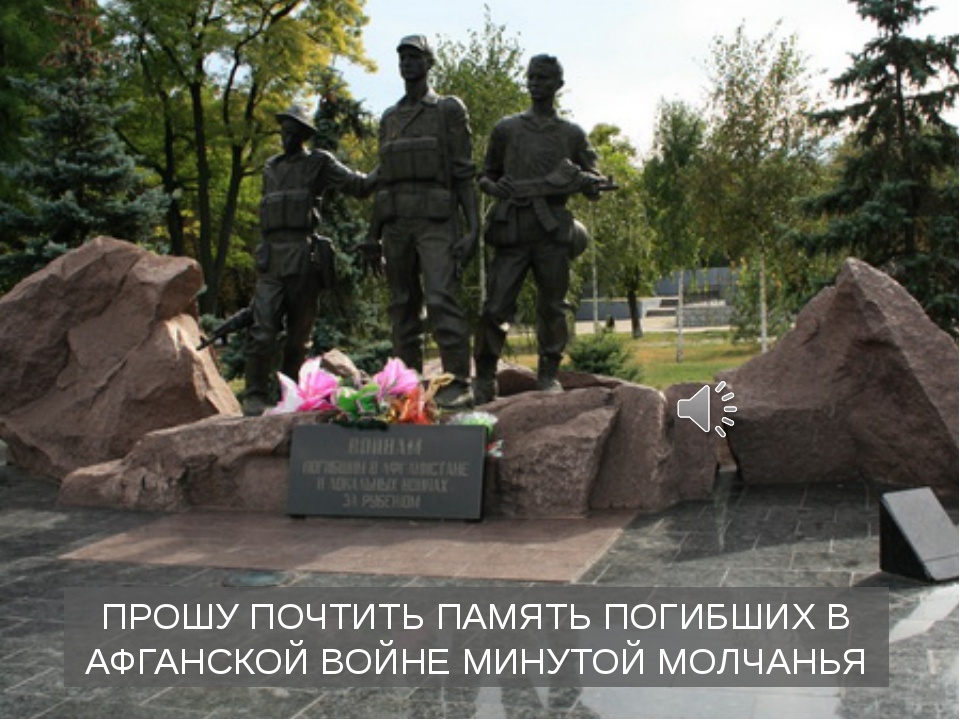 ВОИНАМ
ПОГИБШИМ В АФГАНИСТАНЕ
И ЛОКАЛЬНЫХ ВОЙНАХ
ЗА РУБЕЖОМ
ПРОШУ ПОЧТИТЬ ПАМЯТЬ ПОГИБШИХ В
АФГАНСКОЙ ВОЙНЕ МИНУТОЙ МОЛЧАНЬЯ